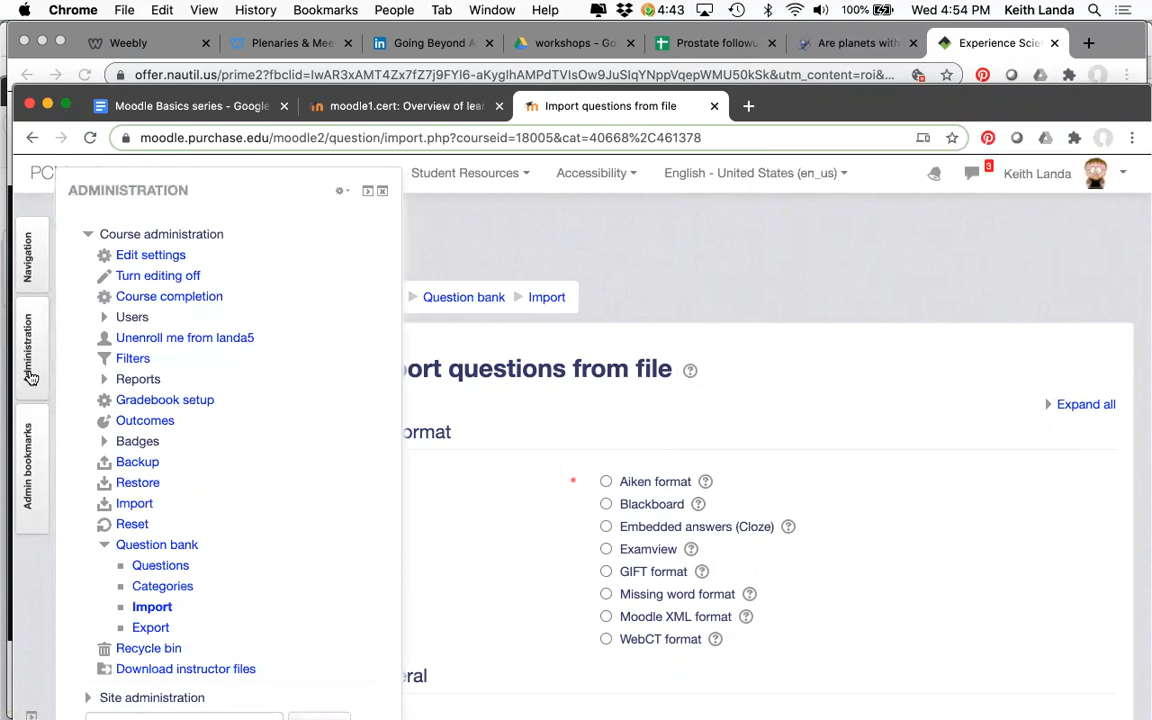 Chrome File Edit View History Bookmarks People Tab Window Help 4:43 100% Wed 4:54 PM Keith Landa
Weebly Plenaries & Mee LinkedIn Going Beyond A workshops - Goo Prostate followu Are planets with Experience Scien
offer.nautil.us/prime2?fbclid=IwAR3xAMT4Zx7fZ7j9FYl6-aKyglhAMPdTVIsOw9JuSlqYNppVqepWMU50kSk&utm_content=roi&...
Moodle Basics series - Google moodle1.cert: Overview of lear Import questions from file
moodle.purchase.edu/moodle2/question/import.php?courseid=18005&cat=40668%2C461378
Student Resources Accessibility English - United States (en_us) 3 Keith Landa
ADMINISTRATION
Navigation
Administration
Admin bookmarks
Course administration
Edit settings
Turn editing off
Course completion
Users
Unenroll me from landa5
Filters
Reports
Gradebook setup
Outcomes
Badges
Backup
Restore
Import
Reset
Question bank
Questions
Categories
Import
Export
Recycle bin
Download instructor files
Site administration
Question bank Import
ort questions from file
Expand all
ormat
Aiken format
Blackboard
Embedded answers (Cloze)
Examview
GIFT format
Missing word format
Moodle XML format
WebCT format
eral